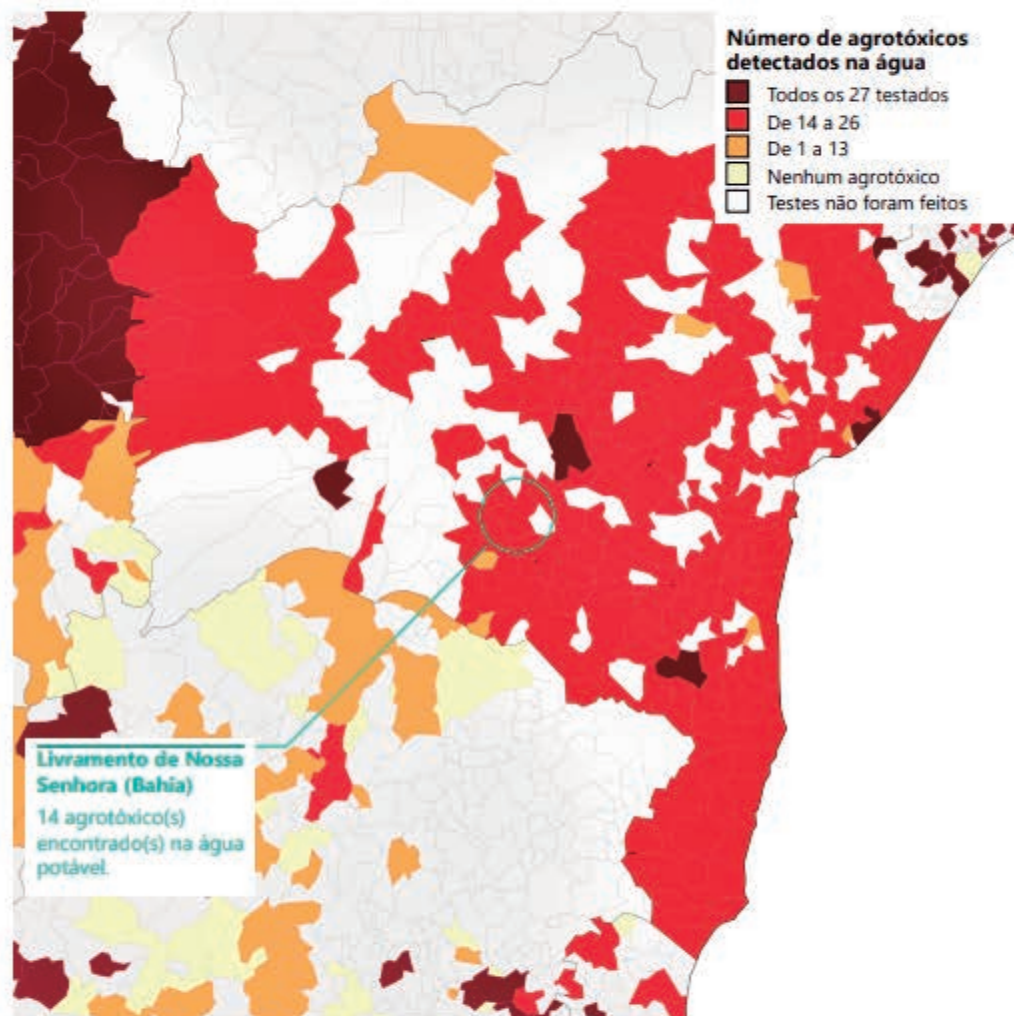 Número de agrotóxicos
detectados na água
Todos os 27 testados
De 14 a 26
De 1 a 13
Nenhum agrotóxico
Testes não foram feitos
Livramento de Nossa
Senhora (Bahia)
14 agrotóxico(s)
encontrado(s) na água
potável.